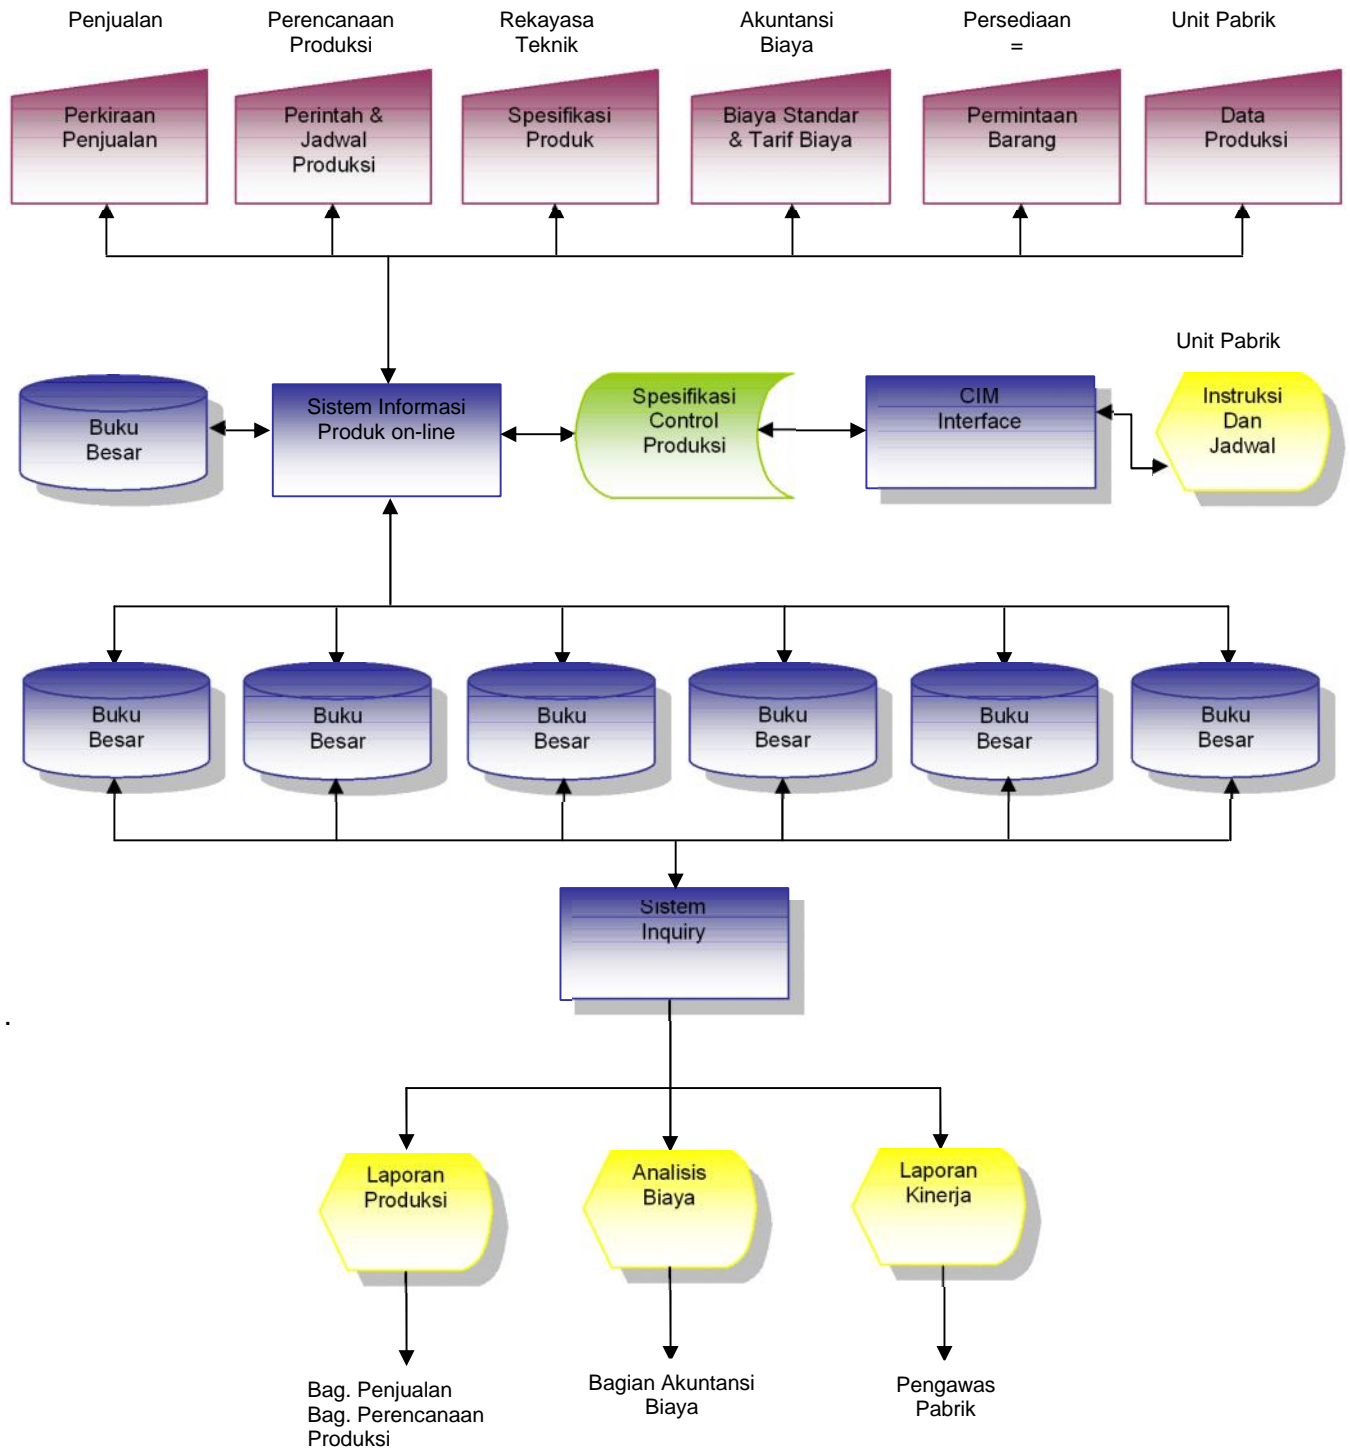 Penjualan
Perencanaan
Produksi
Rekayasa
Teknik
Akuntansi
Biaya
Persediaan
=
Unit Pabrik
Perkiraan
Penjualan
Perintah &
Jadwal
Produksi
Spesifikasi
Produk
Biaya Standar
& Tarif Biaya
Permintaan
Barang
Data
Produksi
Unit Pabrik
Buku
Besar
Sistem Informasi
Produk on-line
Spesifikasi
Control
Produksi
CIM
Interface
Instruksi
Dan
Jadwal
Buku
Besar
Buku
Besar
Buku
Besar
Buku
Besar
Buku
Besar
Buku
Besar
Sistem
Inquiry
.
Laporan
Produksi
Analisis
Biaya
Laporan
Kinerja
Bag. Penjualan
Bag. Perencanaan
Produksi
Bagian Akuntansi
Biaya
Pengawas
Pabrik